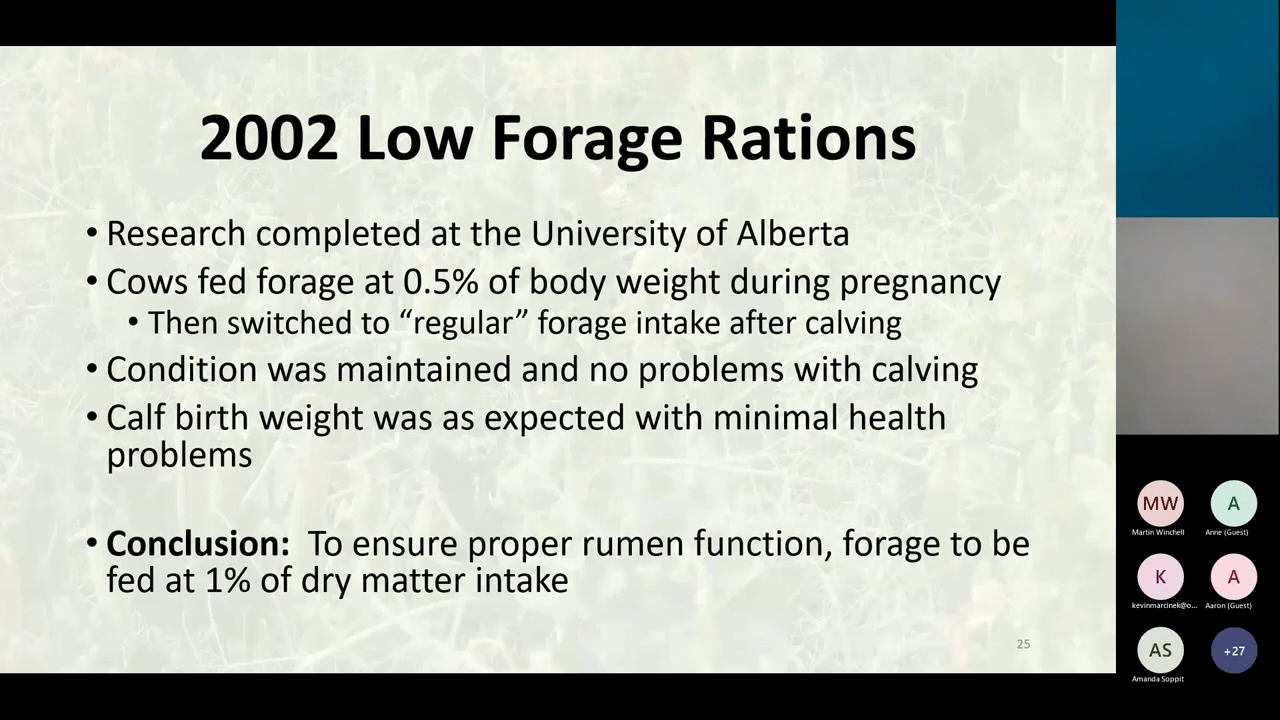 2002 Low Forage Rations
• Research completed at the University of Alberta
• Cows fed forage at 0.5% of body weight during pregnancy
• Then switched to “regular” forage intake after calving
• Condition was maintained and no problems with calving
• Calf birth weight was as expected with minimal health
problems
• Conclusion:  To ensure proper rumen function, forage to be
fed at 1% of dry matter intake
25
MW
A
Martin Winchell
Anne (Guest)
K
A
kevinmarcinek@o...
Aaron (Guest)
AS
+27
Amanda Soppit